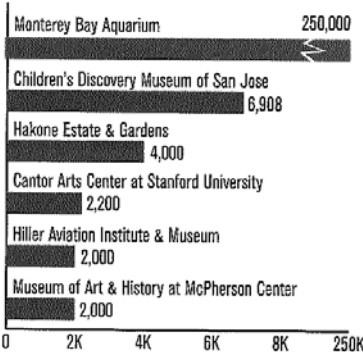 Monterey Bay Aquarium 250,000
Children's Discovery Museum of San Jose
6,908
Hakone Estate & Gardens
4,000
Cantor Arts Center at Stanford University
2,200
Hiller Aviation Institute & Museum
2,000
Museum of Art & History at McPherson Center
2,000
0 2K 4K 6K 8K 250K